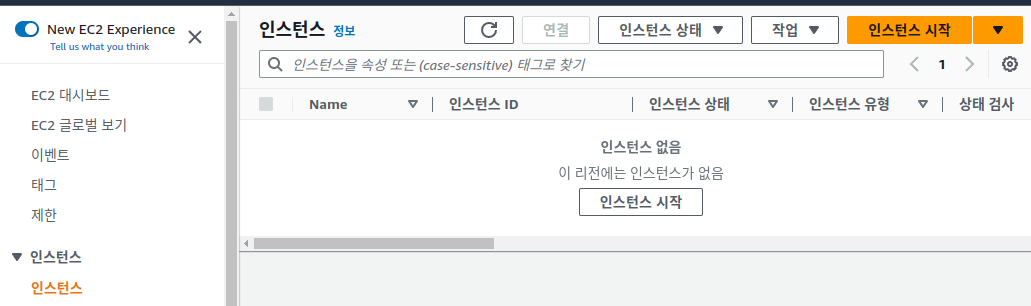 New EC2 Experience
Tell us what you think
EC2 대시보드
EC2 글로벌 보기
이벤트
태그
제한
인스턴스
인스턴스
인스턴스 정보
연결
인스턴스 상태
작업
인스턴스 시작
인스턴스을 속성 또는 (case-sensitive) 태그로 찾기
1
Name 인스턴스 ID 인스턴스 상태 인스턴스 유형 상태 검사
인스턴스 없음
이 리전에는 인스턴스가 없음
인스턴스 시작